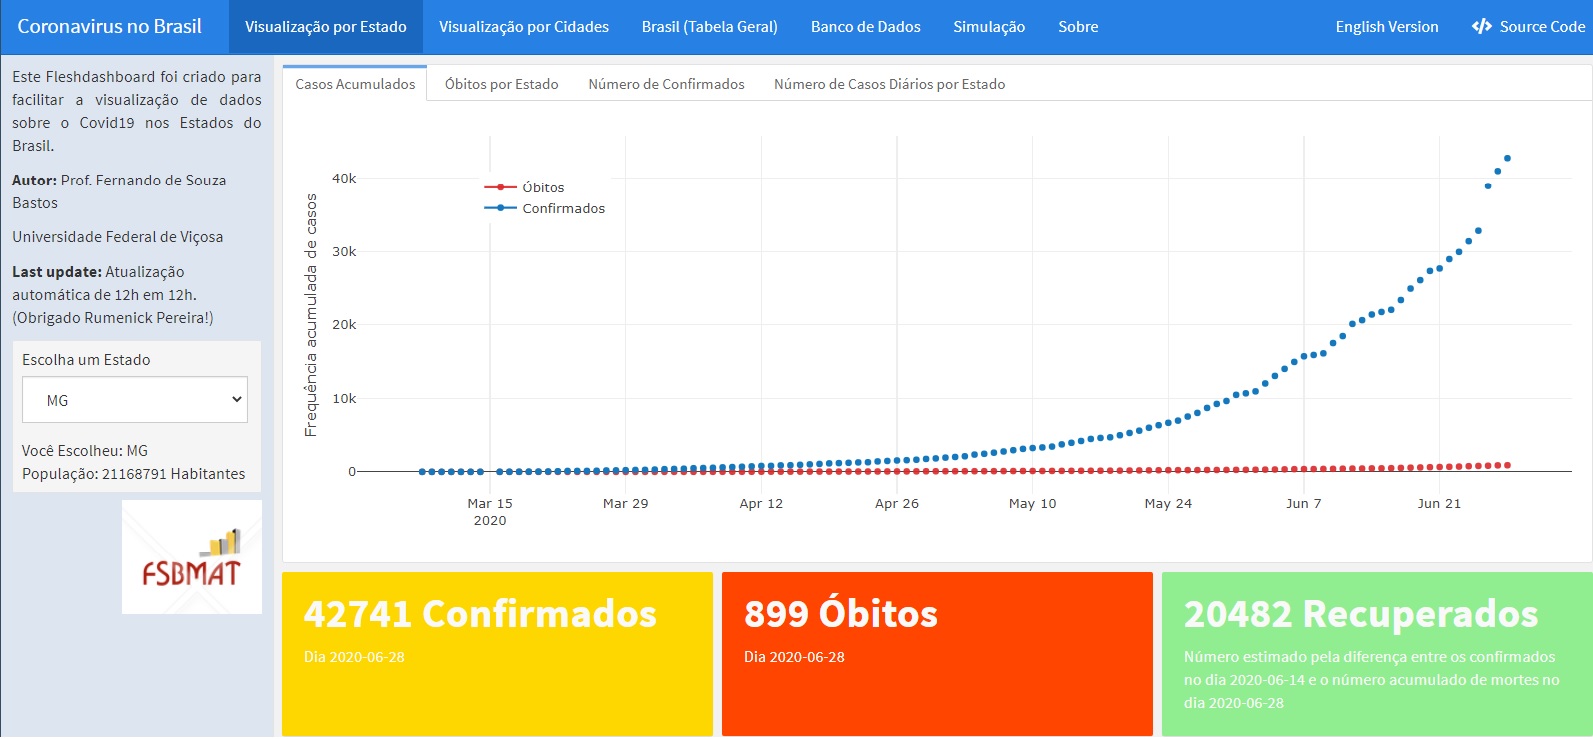 Coronavirus no Brasil
Visualização por Estado
Visualização por Cidades
Brasil (Tabela Geral)
Banco de Dados
Simulação
Sobre
English Version
Source Code
Este Fleshdashboard foi criado para
facilitar a visualização de dados
sobre o Covid19 nos Estados do
Brasil.
Autor: Prof. Fernando de Souza
Bastos
Universidade Federal de Viçosa
Last update: Atualização
automática de 12h em 12h.
(Obrigado Rumenick Pereira!)
Escolha um Estado
MG
Você Escolheu: MG
População: 21168791 Habitantes
FSBMAT
Casos Acumulados
Óbitos por Estado
Número de Confirmados
Número de Casos Diários por Estado
Frequência acumulada de casos
40k
30k
20k
10k
0
Óbitos
Confirmados
Mar 15
2020
Mar 29
Apr 12
Apr 26
May 10
May 24
Jun 7
Jun 21
42741 Confirmados
Dia 2020-06-28
899 Óbitos
Dia 2020-06-28
20482 Recuperados
Número estimado pela diferença entre os confirmados
no dia 2020-06-14 e o número acumulado de mortes no
dia 2020-06-28